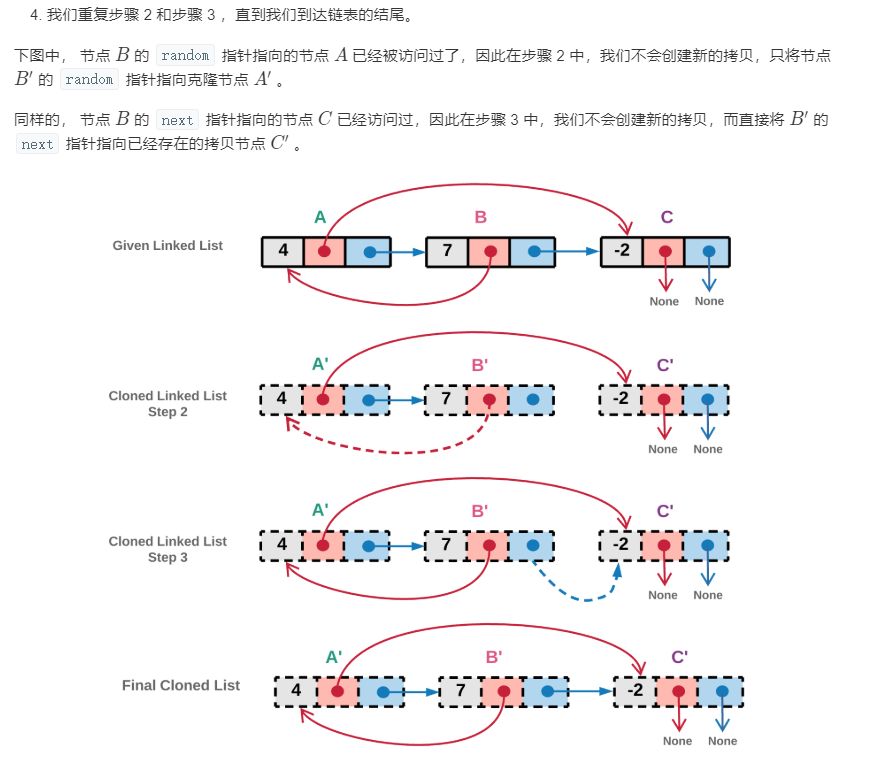 4. 我们重复步骤 2 和步骤 3 ，直到我们到达链表的结尾。
下图中， 节点 B 的 random 指针指向的节点 A 已经被访问过了，因此在步骤 2 中，我们不会创建新的拷贝，只将节点
B′ 的 random 指针指向克隆节点 A′ 。
同样的， 节点 B 的 next 指针指向的节点 C 已经访问过，因此在步骤 3 中，我们不会创建新的拷贝，而直接将 B′ 的
next 指针指向已经存在的拷贝节点 C′ 。
A B C
Given Linked List 4 7 -2
None None
A' B' C'
Cloned Linked List 4 7 -2
Step 2
None None
A' B' C'
Cloned Linked List 4 7 -2
Step 3
None None
A' B' C'
Final Cloned List 4 7 -2
None None